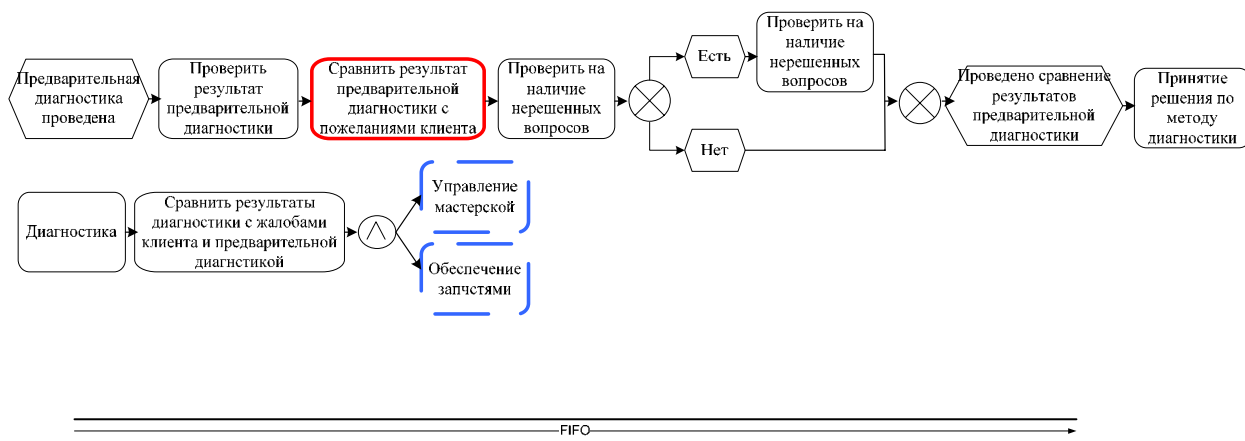 Предварительная
диагностика
проведена
Проверить
результат
предварительной
диагностики
Сравнить результат
предварительной
диагностики с
пожеланиями клиента
Проверить на
наличие
нерешенных
вопросов
Есть
Проверить на
наличие
нерешенных
вопросов
Нет
Проведено сравнение
результатов
предварительной
диагностики
Принятие
решения по
методу
диагностики
Диагностика
Сравнить результаты
диагностики с жалобами
клиента и предварительной
диагнстикой
Управление
мастерской
Обеспечение
запчстями
FIFO